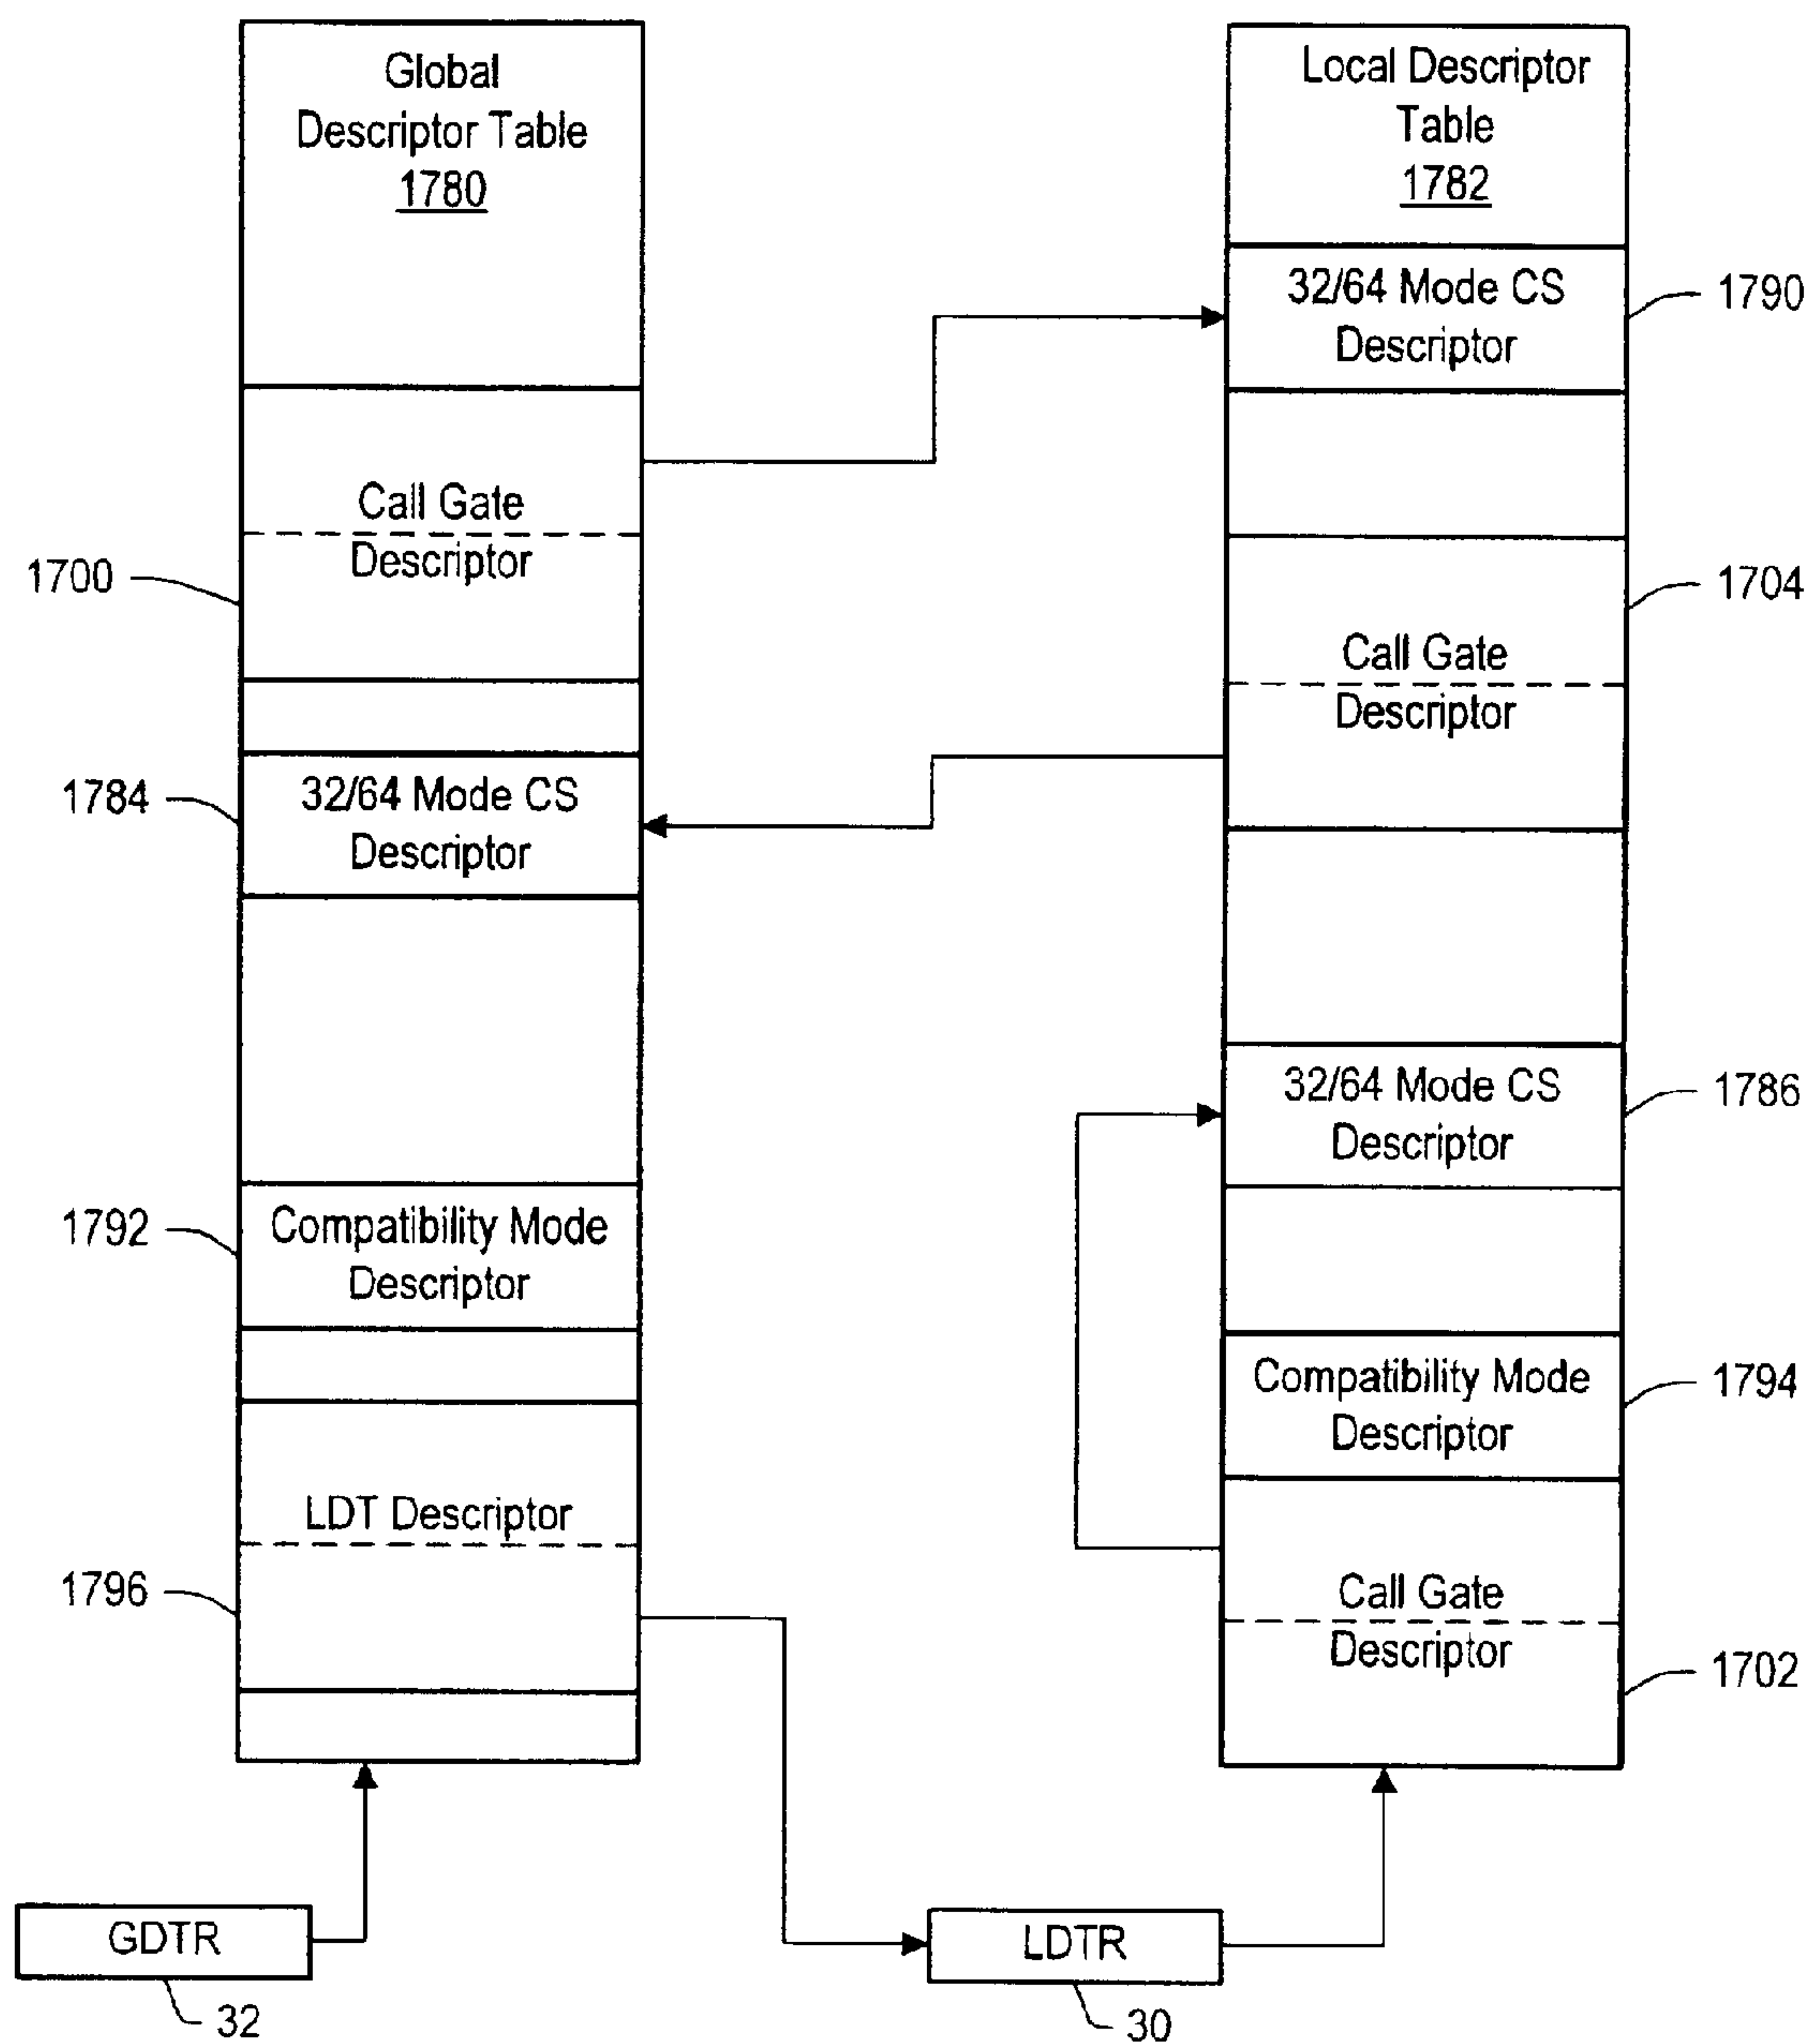 Global
Descriptor Table
1780
Call Gate
Descriptor
1700
1784
32/64 Mode CS
Descriptor
1792
Compatibility Mode
Descriptor
LDT Descriptor
1796
GDTR
32
Local Descriptor
Table
1782
32/64 Mode CS
Descriptor
1790
1704
Call Gate
Descriptor
32/64 Mode CS
Descriptor
1786
Compatibility Mode
Descriptor
1794
Call Gate
Descriptor
1702
LDTR
30